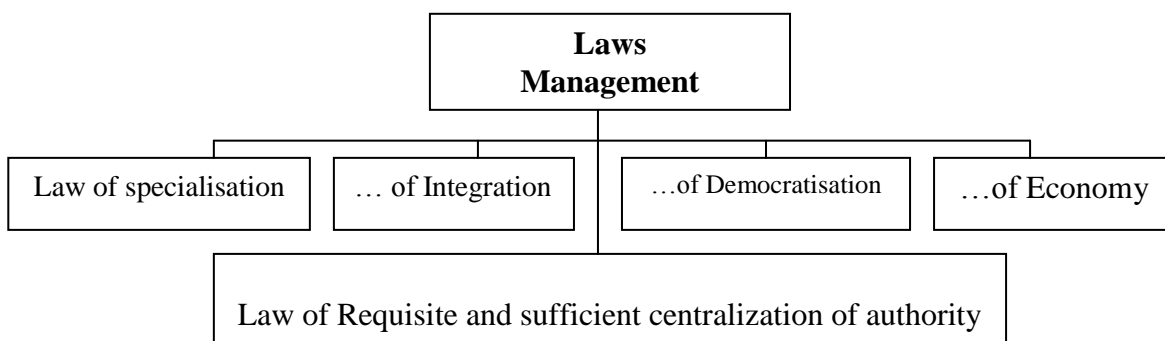 Laws
Management
Law of specialisation
… of Integration
…of Democratisation
…of Economy
Law of Requisite and sufficient centralization of authority